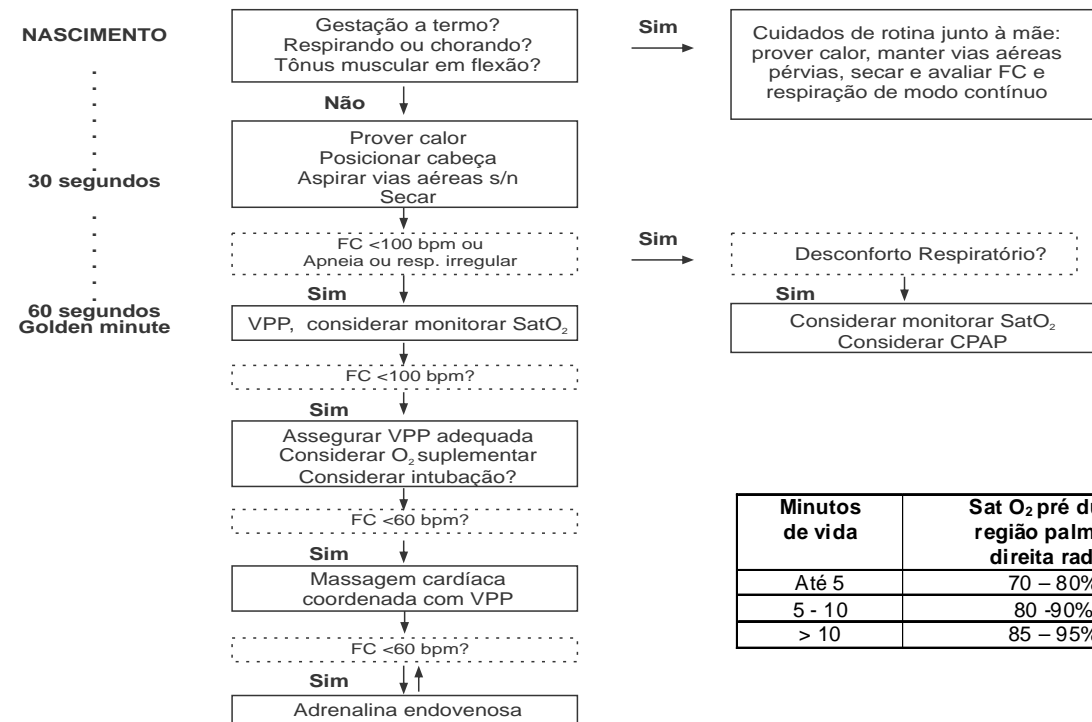 NASCIMENTO
Gestação a termo?
Respirando ou chorando?
Tônus muscular em flexão?
Sim
Cuidados de rotina junto à mãe:
prover calor, manter vias aéreas
pérvias, secar e avaliar FC e
respiração de modo contínuo
Não
Prover calor
Posicionar cabeça
Aspirar vias aéreas s/n
Secar
30 segundos
FC <100 bpm ou
Apneia ou resp. irregular
Sim
Desconforto Respiratório?
Sim
Sim
60 segundos
Golden minute
VPP, considerar monitorar SatO₂
Considerar monitorar SatO₂
Considerar CPAP
FC <100 bpm?
Sim
Assegurar VPP adequada
Considerar O₂ suplementar
Considerar intubação?
FC <60 bpm?
Sim
Massagem cardíaca
coordenada com VPP
FC <60 bpm?
Sim
Adrenalina endovenosa
Minutos
de vida
Sat O₂ pré
região
direita
Até 5
70 – 80%
5 - 10
80 -90%
> 10
85 – 95%